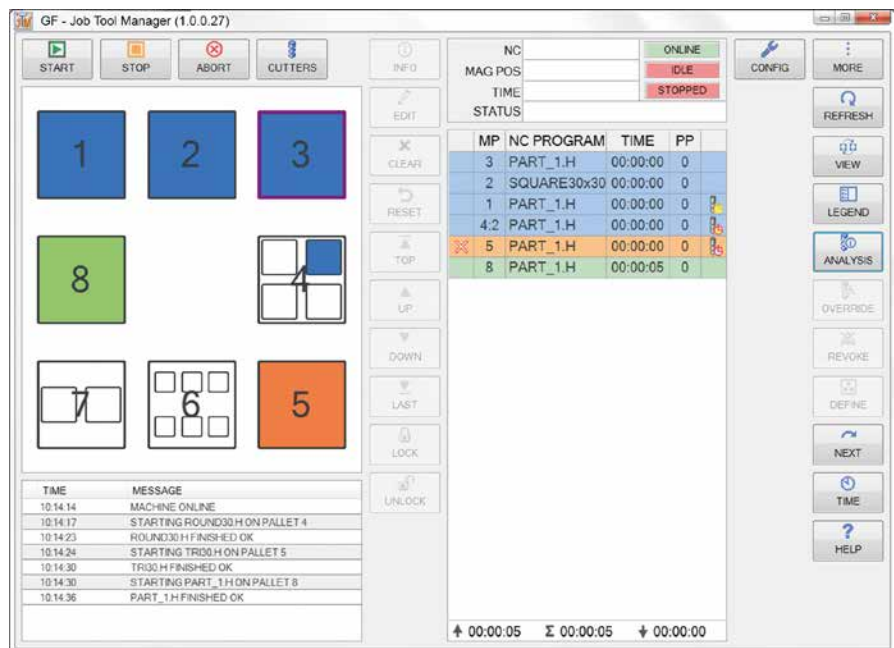 GF - Job Tool Manager (1.0.0.27)
START STOP ABORT CUTTERS
INFO
EDIT
CLEAR
RESET
TOP
UP
DOWN
LAST
LOCK
UNLOCK
NC ONLINE
MAG POS IDLE
TIME STOPPED
STATUS
CONFIG
MORE
REFRESH
VIEW
LEGEND
ANALYSIS
OVERRIDE
REVOKE
DEFINE
NEXT
TIME
HELP
1 2 3
8 4
7 6 5
MP NC PROGRAM TIME PP
3 PART_1.H 00:00:00 0
2 SQUARE30x30 00:00:00 0
1 PART_1.H 00:00:00 0
4:2 PART_1.H 00:00:00 0
5 PART_1.H 00:00:00 0
8 PART_1.H 00:00:05 0
TIME MESSAGE
10:14:14 MACHINE ONLINE
10:14:17 STARTING ROUND30.H ON PALLET 4
10:14:23 ROUND30.H FINISHED OK
10:14:24 STARTING TRI30.H ON PALLET 5
10:14:30 TRI30.H FINISHED OK
10:14:30 STARTING PART_1.H ON PALLET 8
10:14:36 PART_1.H FINISHED OK
00:00:05 Σ 00:00:05 00:00:00